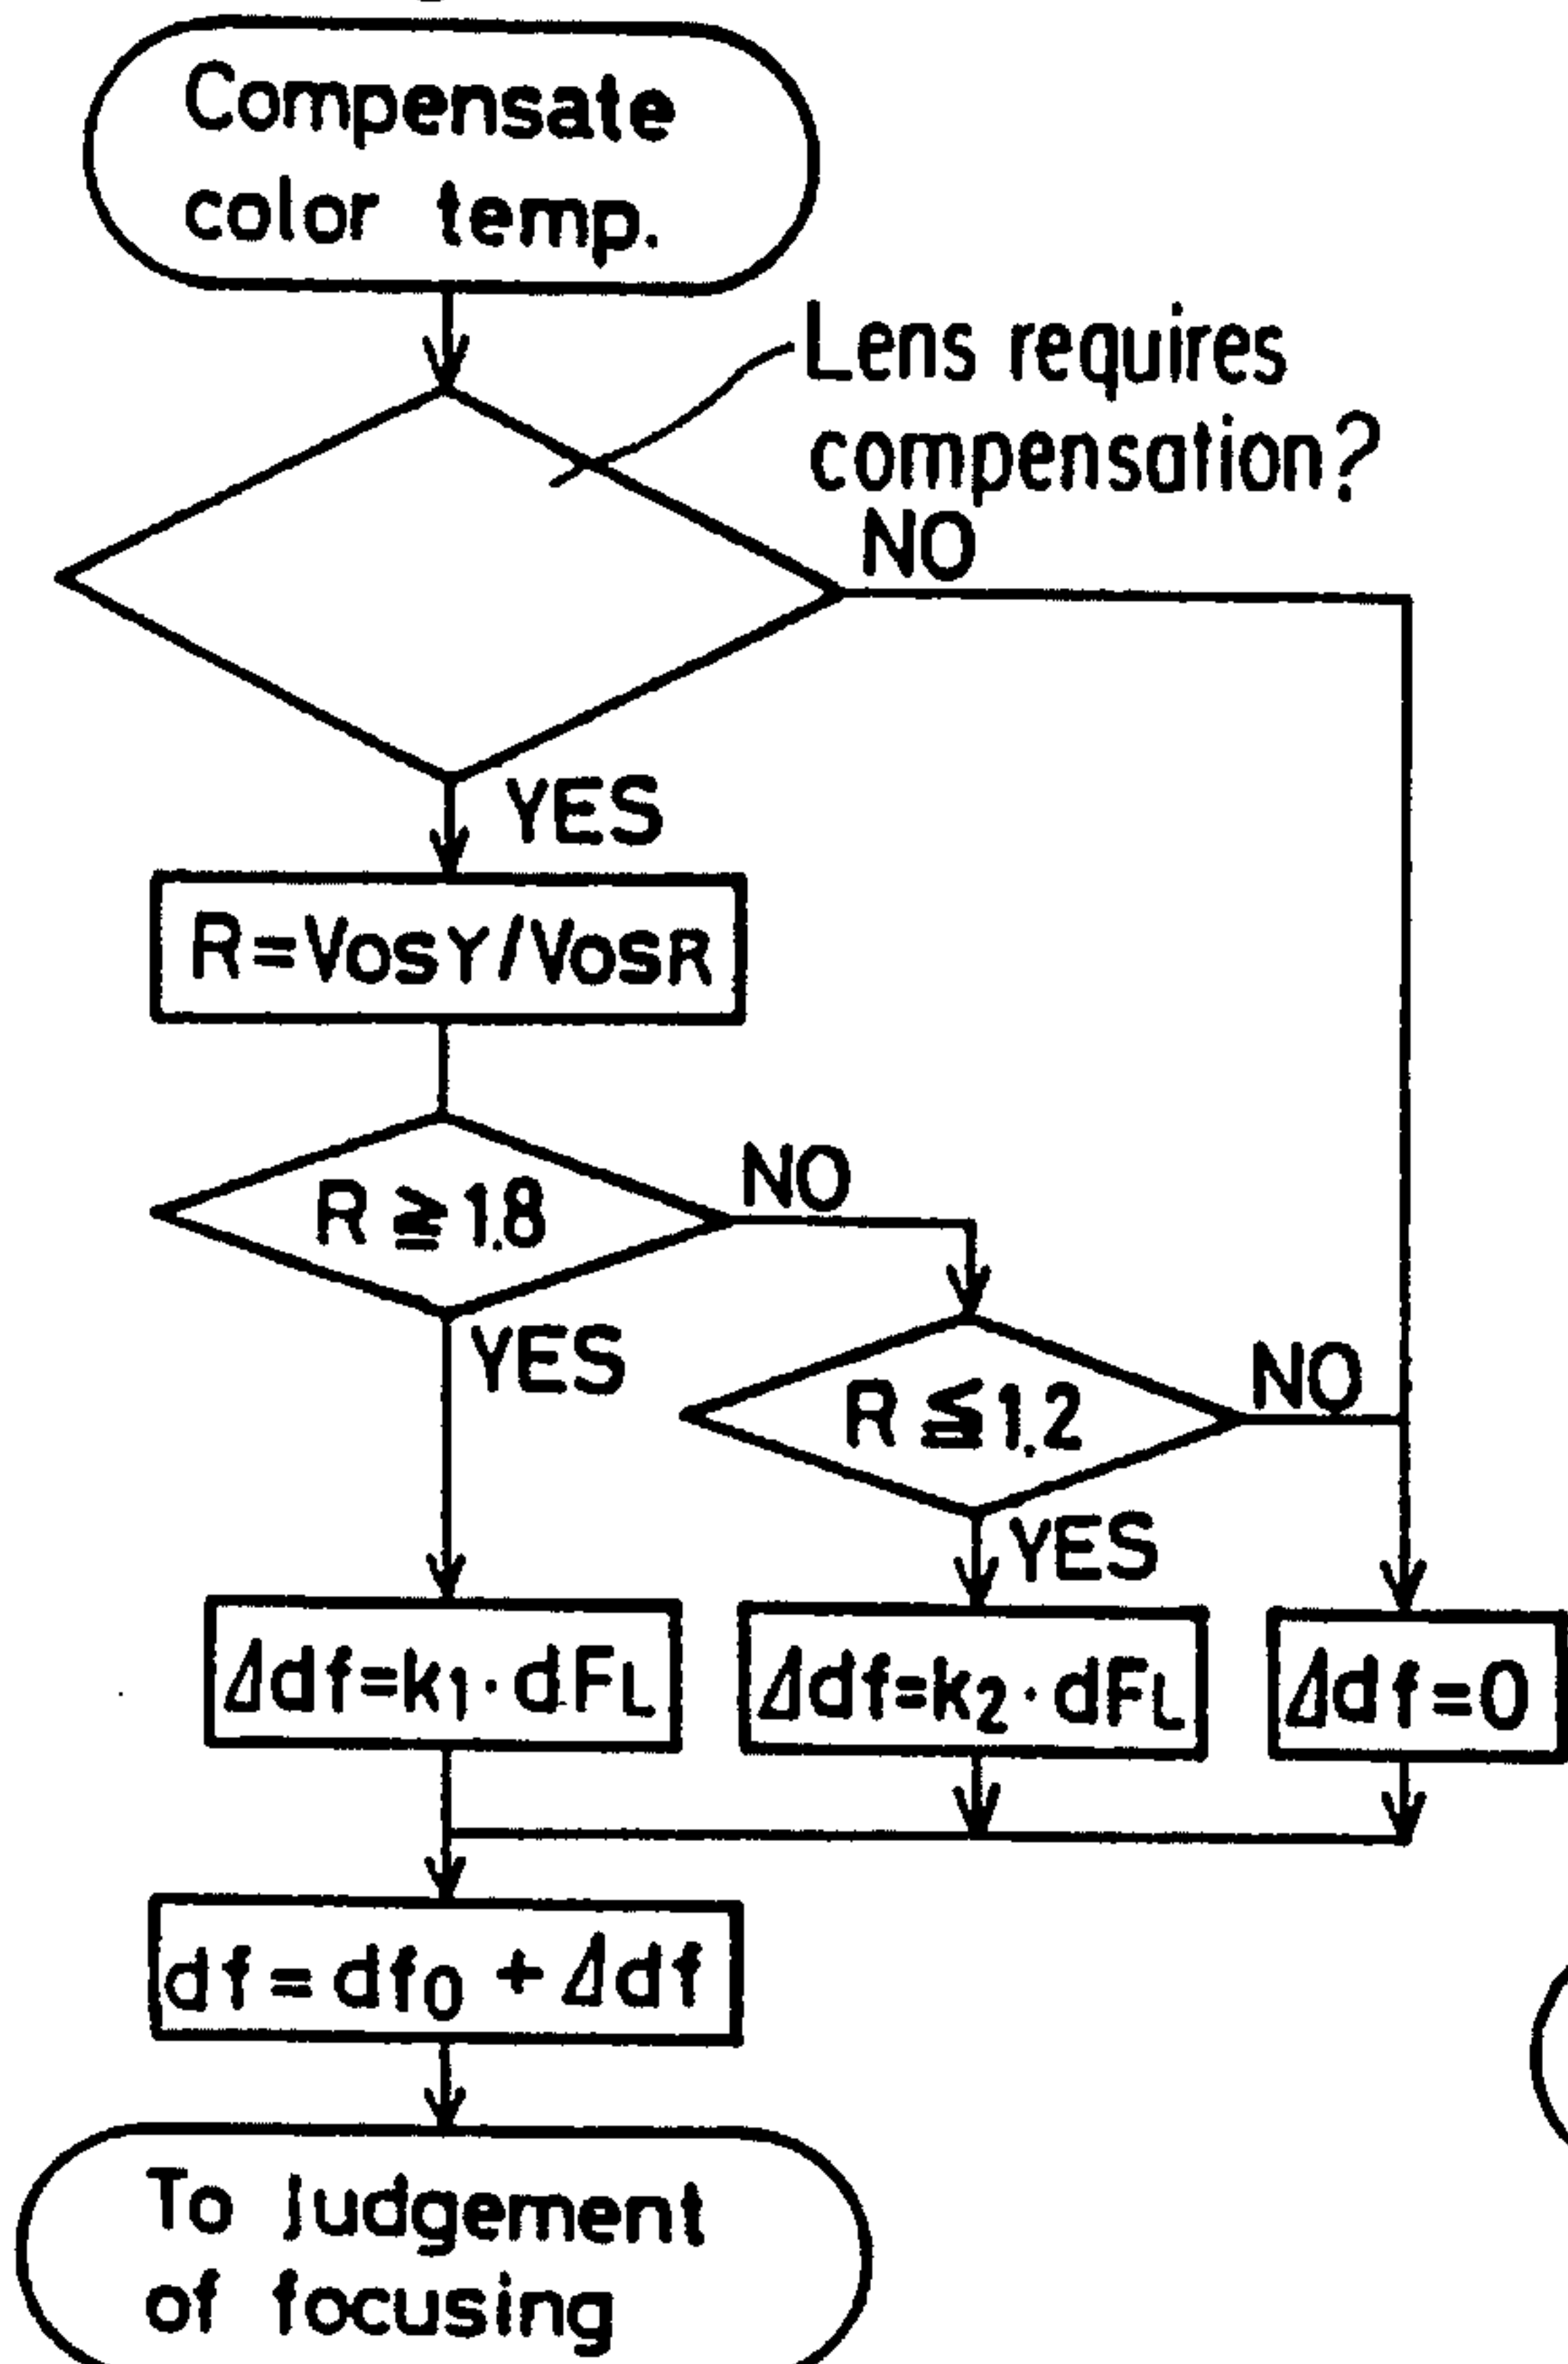 Compensate
color temp.
Lens requires
compensation?
NO
YES
R=VOSY/VOSR
R≧1.8
NO
YES
R≦1.2
NO
YES
Δdf=k1·dFL
Δdf=k2·dFL
Δdf=0
df=df0+Δdf
To judgement
of focusing